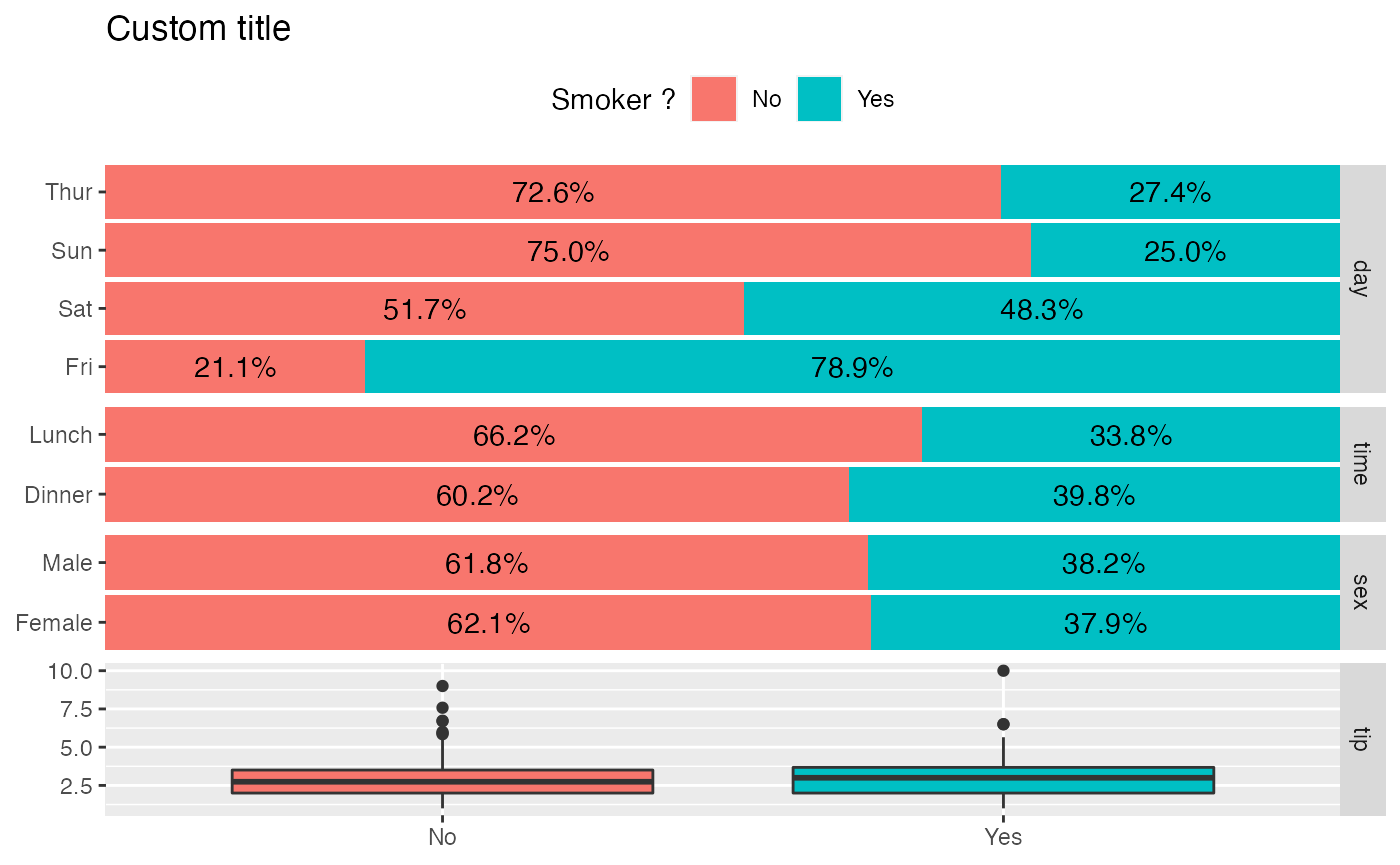 Custom title
Smoker ? No Yes
Thur 72.6% 27.4%
Sun 75.0% 25.0%
Sat 51.7% 48.3%
Fri 21.1% 78.9%
day
Lunch 66.2% 33.8%
Dinner 60.2% 39.8%
time
Male 61.8% 38.2%
Female 62.1% 37.9%
sex
10.0
7.5
5.0
2.5
tip
No Yes